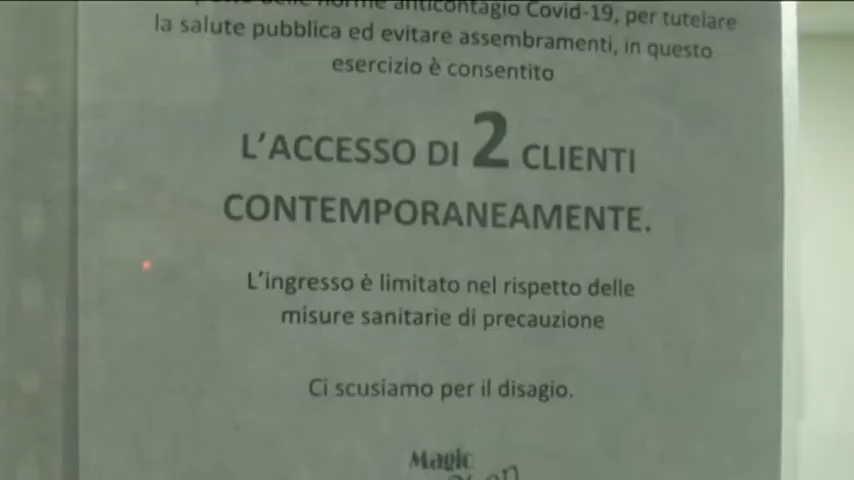 delle norme anticontagio Covid-19, per tutelare
la salute pubblica ed evitare assembramenti, in questo
esercizio è consentito
L'ACCESSO DI 2 CLIENTI
CONTEMPORANEAMENTE.
L'ingresso è limitato nel rispetto delle
misure sanitarie di precauzione
Ci scusiamo per il disagio.
Magic